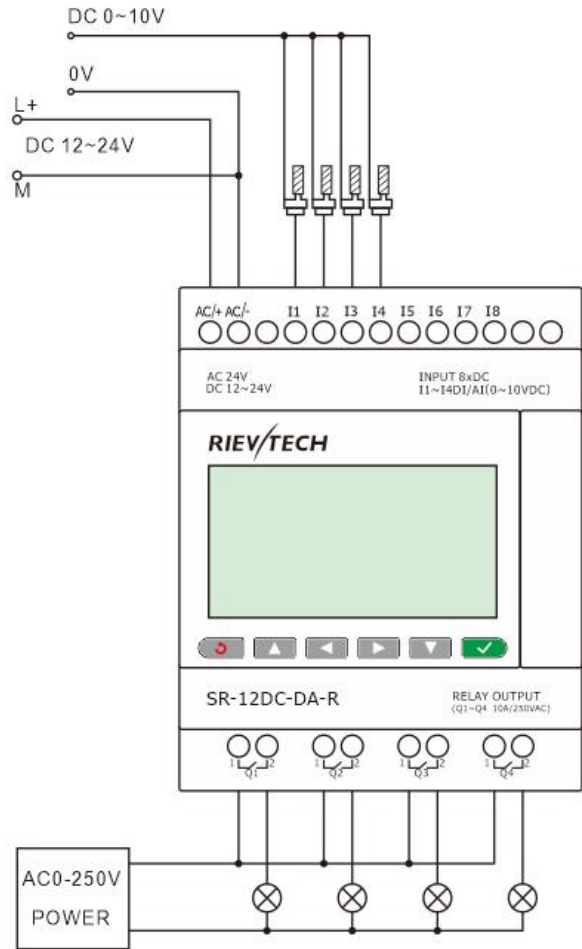 DC 0~10V
0V
L+
DC 12~24V
M
AC/+ AC/- I1 I2 I3 I4 I5 I6 I7 I8
AC 24V
DC 12~24V
INPUT 8xDC
I1~I4DI/AI(0~10VDC)
RIEVTECH
SR-12DC-DA-R
RELAY OUTPUT
(Q1~Q4 10A/250VAC)
1 2 1 2 1 2 1 2
Q1 Q2 Q3 Q4
AC0-250V
POWER